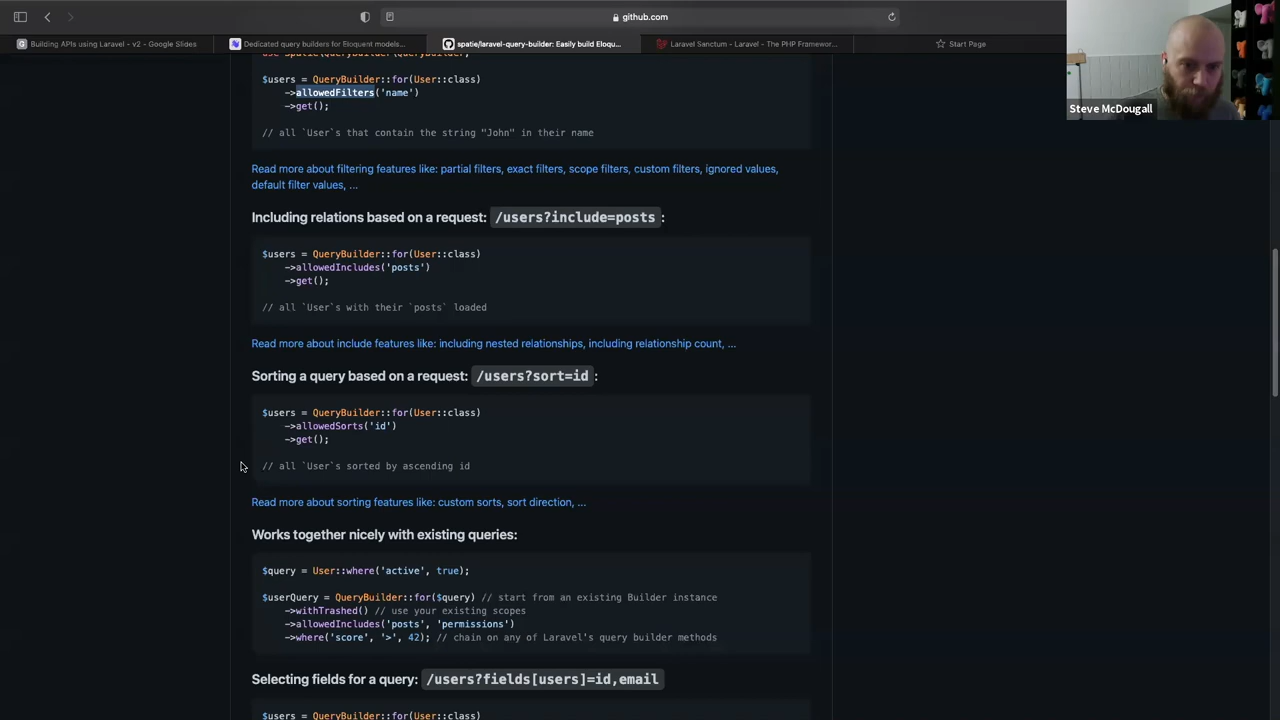 github.com
Building APIs using Laravel - v2 - Google Slides
Dedicated query builders for Eloquent models...
spatie/laravel-query-builder: Easily build Eloqu...
Laravel Sanctum - Laravel - The PHP Framewor...
Start Page
Steve McDougall
$users = QueryBuilder::for(User::class)
->allowedFilters('name')
->get();
// all `User`s that contain the string "John" in their name
Read more about filtering features like: partial filters, exact filters, scope filters, custom filters, ignored values,
default filter values, ...
Including relations based on a request: /users?include=posts:
$users = QueryBuilder::for(User::class)
->allowedIncludes('posts')
->get();
// all `User`s with their `posts` loaded
Read more about include features like: including nested relationships, including relationship count, ...
Sorting a query based on a request: /users?sort=id:
$users = QueryBuilder::for(User::class)
->allowedSorts('id')
->get();
// all `User`s sorted by ascending id
Read more about sorting features like: custom sorts, sort direction, ...
Works together nicely with existing queries:
$query = User::where('active', true);
$userQuery = QueryBuilder::for($query) // start from an existing Builder instance
->withTrashed() // use your existing scopes
->allowedIncludes('posts', 'permissions')
->where('score', '>', 42); // chain on any of Laravel's query builder methods
Selecting fields for a query: /users?fields[users]=id,email
$users = QueryBuilder::for(User::class)